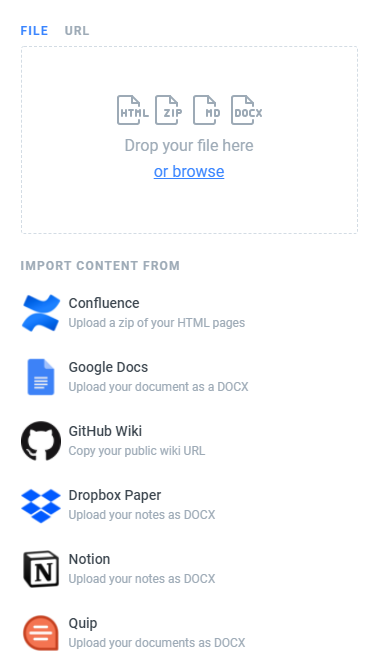 FILE URL
HTML ZIP MD DOCX
Drop your file here
or browse
IMPORT CONTENT FROM
Confluence
Upload a zip of your HTML pages
Google Docs
Upload your document as a DOCX
GitHub Wiki
Copy your public wiki URL
Dropbox Paper
Upload your notes as DOCX
Notion
Upload your notes as DOCX
N
Quip
Upload your documents as DOCX